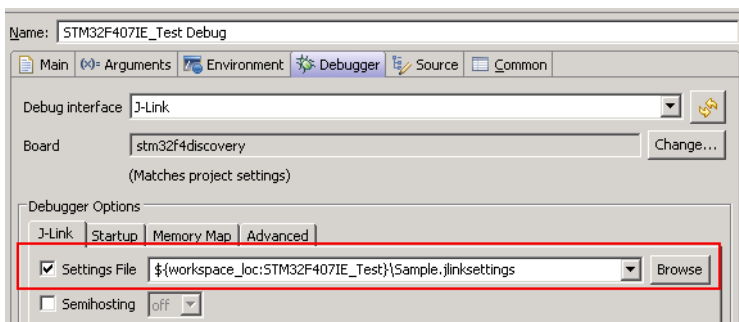 Name: STM32F407IE_Test Debug
Main (x)= Arguments Environment Debugger Source Common
Debug interface J-Link
Board stm32f4discovery Change...
(Matches project settings)
Debugger Options
J-Link Startup Memory Map Advanced
Settings File ${workspace_loc:STM32F407IE_Test}\Sample.jlinksettings Browse
Semihosting off